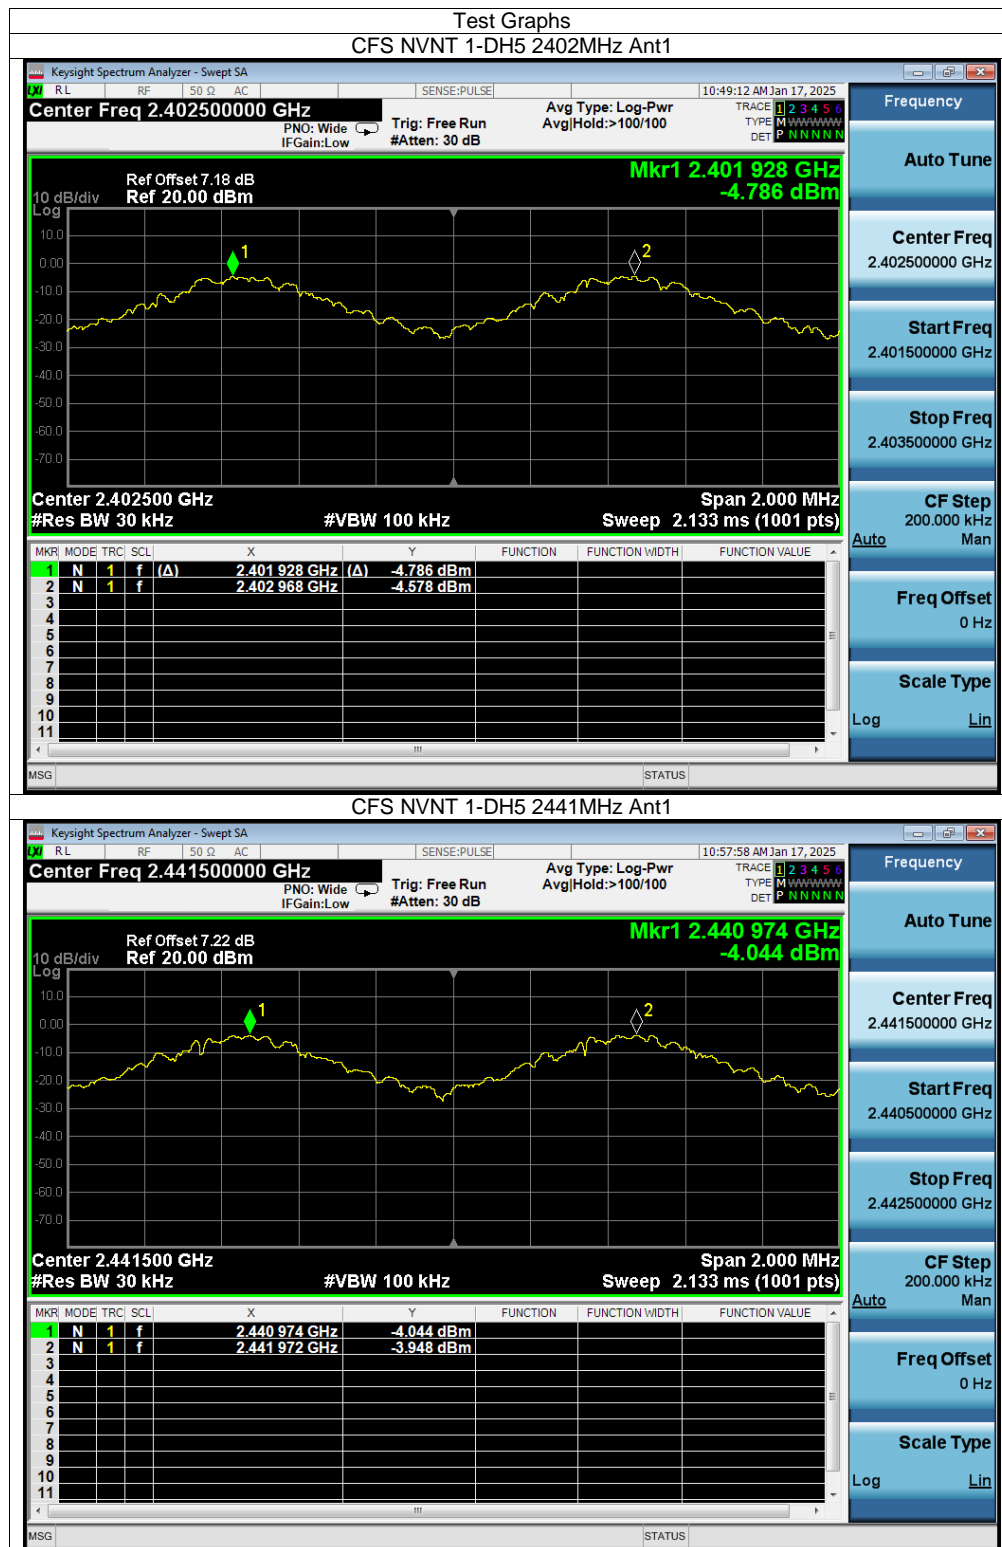 Test Graphs
CFS NVNT 1-DH5 2402MHz Ant1
Keysight Spectrum Analyzer - Swept SA
LXI RL RF 50 Ω AC SENSE:PULSE 10:49:12 AM Jan 17, 2025
Center Freq 2.402500000 GHz
PNO: Wide
IFGain:Low
Trig: Free Run
#Atten: 30 dB
Avg Type: Log-Pwr
Avg|Hold:>100/100
TRACE 1 2 3 4 5 6
TYPE M WWWWW
DET P N N N N N
Frequency
Auto Tune
Center Freq
2.402500000 GHz
Start Freq
2.401500000 GHz
Stop Freq
2.403500000 GHz
CF Step
200.000 kHz
Auto Man
Freq Offset
0 Hz
Scale Type
Log Lin
Mkr1 2.401 928 GHz
-4.786 dBm
Ref Offset 7.18 dB
10 dB/div Ref 20.00 dBm
Log
10.0
0.00
-10.0
-20.0
-30.0
-40.0
-50.0
-60.0
-70.0
1
2
Center 2.402500 GHz Span 2.000 MHz
#Res BW 30 kHz #VBW 100 kHz Sweep 2.133 ms (1001 pts)
MKR MODE TRC SCL X Y FUNCTION FUNCTION WIDTH FUNCTION VALUE
1 N 1 f (Δ) 2.401 928 GHz (Δ) -4.786 dBm
2 N 1 f 2.402 968 GHz -4.578 dBm
3
4
5
6
7
8
9
10
11
MSG STATUS
CFS NVNT 1-DH5 2441MHz Ant1
Keysight Spectrum Analyzer - Swept SA
LXI RL RF 50 Ω AC SENSE:PULSE 10:57:58 AM Jan 17, 2025
Center Freq 2.441500000 GHz
PNO: Wide
IFGain:Low
Trig: Free Run
#Atten: 30 dB
Avg Type: Log-Pwr
Avg|Hold:>100/100
TRACE 1 2 3 4 5 6
TYPE M WWWWW
DET P N N N N N
Frequency
Auto Tune
Center Freq
2.441500000 GHz
Start Freq
2.440500000 GHz
Stop Freq
2.442500000 GHz
CF Step
200.000 kHz
Auto Man
Freq Offset
0 Hz
Scale Type
Log Lin
Mkr1 2.440 974 GHz
-4.044 dBm
Ref Offset 7.22 dB
10 dB/div Ref 20.00 dBm
Log
10.0
0.00
-10.0
-20.0
-30.0
-40.0
-50.0
-60.0
-70.0
1
2
Center 2.441500 GHz Span 2.000 MHz
#Res BW 30 kHz #VBW 100 kHz Sweep 2.133 ms (1001 pts)
MKR MODE TRC SCL X Y FUNCTION FUNCTION WIDTH FUNCTION VALUE
1 N 1 f 2.440 974 GHz -4.044 dBm
2 N 1 f 2.441 972 GHz -3.948 dBm
3
4
5
6
7
8
9
10
11
MSG STATUS